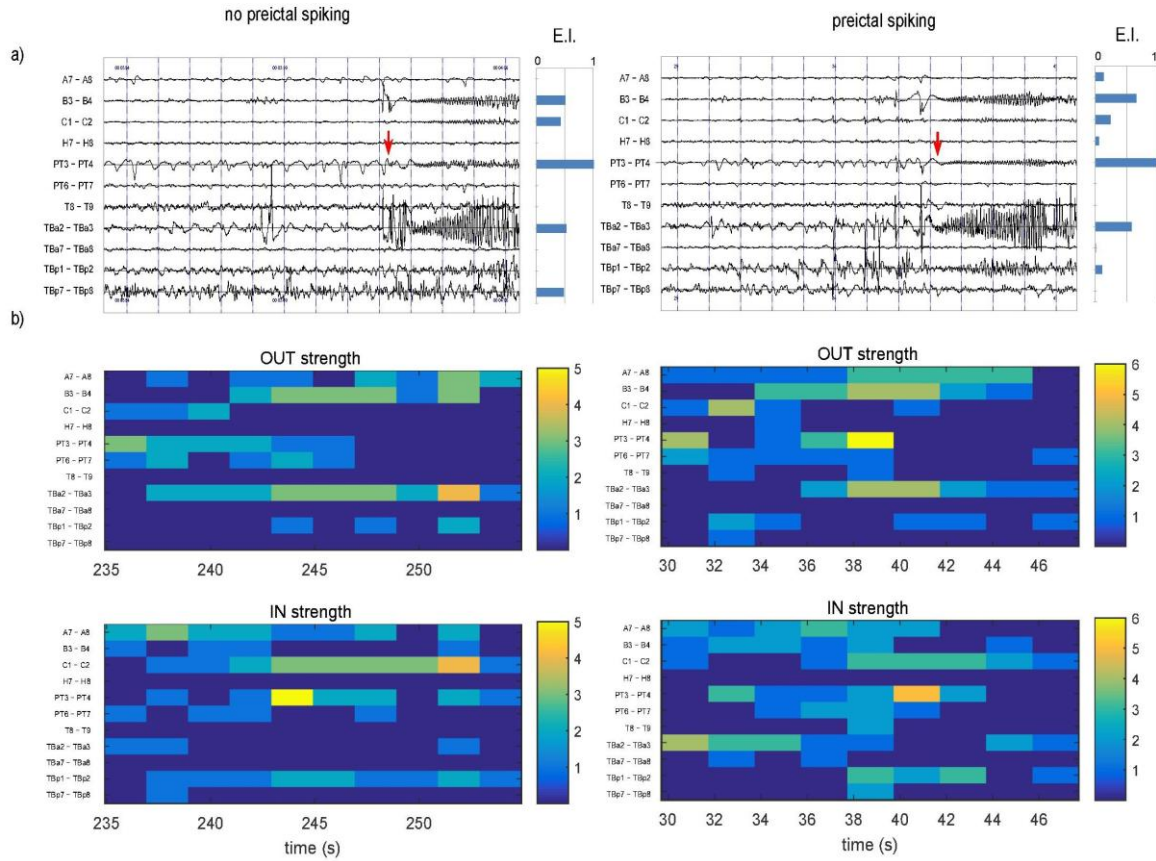 no preictal spiking
preictal spiking
a)
E.I.
0 1
A7 - A8
B3 - B4
C1 - C2
H7 - H8
PT3 - PT4
PT6 - PT7
T8 - T9
TBa2 - TBa3
TBa7 - TBa8
TBp1 - TBp2
TBp7 - TBp8
E.I.
0 1
A7 - A8
B3 - B4
C1 - C2
H7 - H8
PT3 - PT4
PT6 - PT7
T8 - T9
TBa2 - TBa3
TBa7 - TBa8
TBp1 - TBp2
TBp7 - TBp8
b)
OUT strength
A7 - A8
B3 - B4
C1 - C2
H7 - H8
PT3 - PT4
PT6 - PT7
T8 - T9
TBa2 - TBa3
TBa7 - TBa8
TBp1 - TBp2
TBp7 - TBp8
235 240 245 250
5
4
3
2
1
OUT strength
A7 - A8
B3 - B4
C1 - C2
H7 - H8
PT3 - PT4
PT6 - PT7
T8 - T9
TBa2 - TBa3
TBa7 - TBa8
TBp1 - TBp2
TBp7 - TBp8
30 32 34 36 38 40 42 44 46
6
5
4
3
2
1
IN strength
A7 - A8
B3 - B4
C1 - C2
H7 - H8
PT3 - PT4
PT6 - PT7
T8 - T9
TBa2 - TBa3
TBa7 - TBa8
TBp1 - TBp2
TBp7 - TBp8
235 240 245 250
time (s)
5
4
3
2
1
IN strength
A7 - A8
B3 - B4
C1 - C2
H7 - H8
PT3 - PT4
PT6 - PT7
T8 - T9
TBa2 - TBa3
TBa7 - TBa8
TBp1 - TBp2
TBp7 - TBp8
30 32 34 36 38 40 42 44 46
time (s)
6
5
4
3
2
1